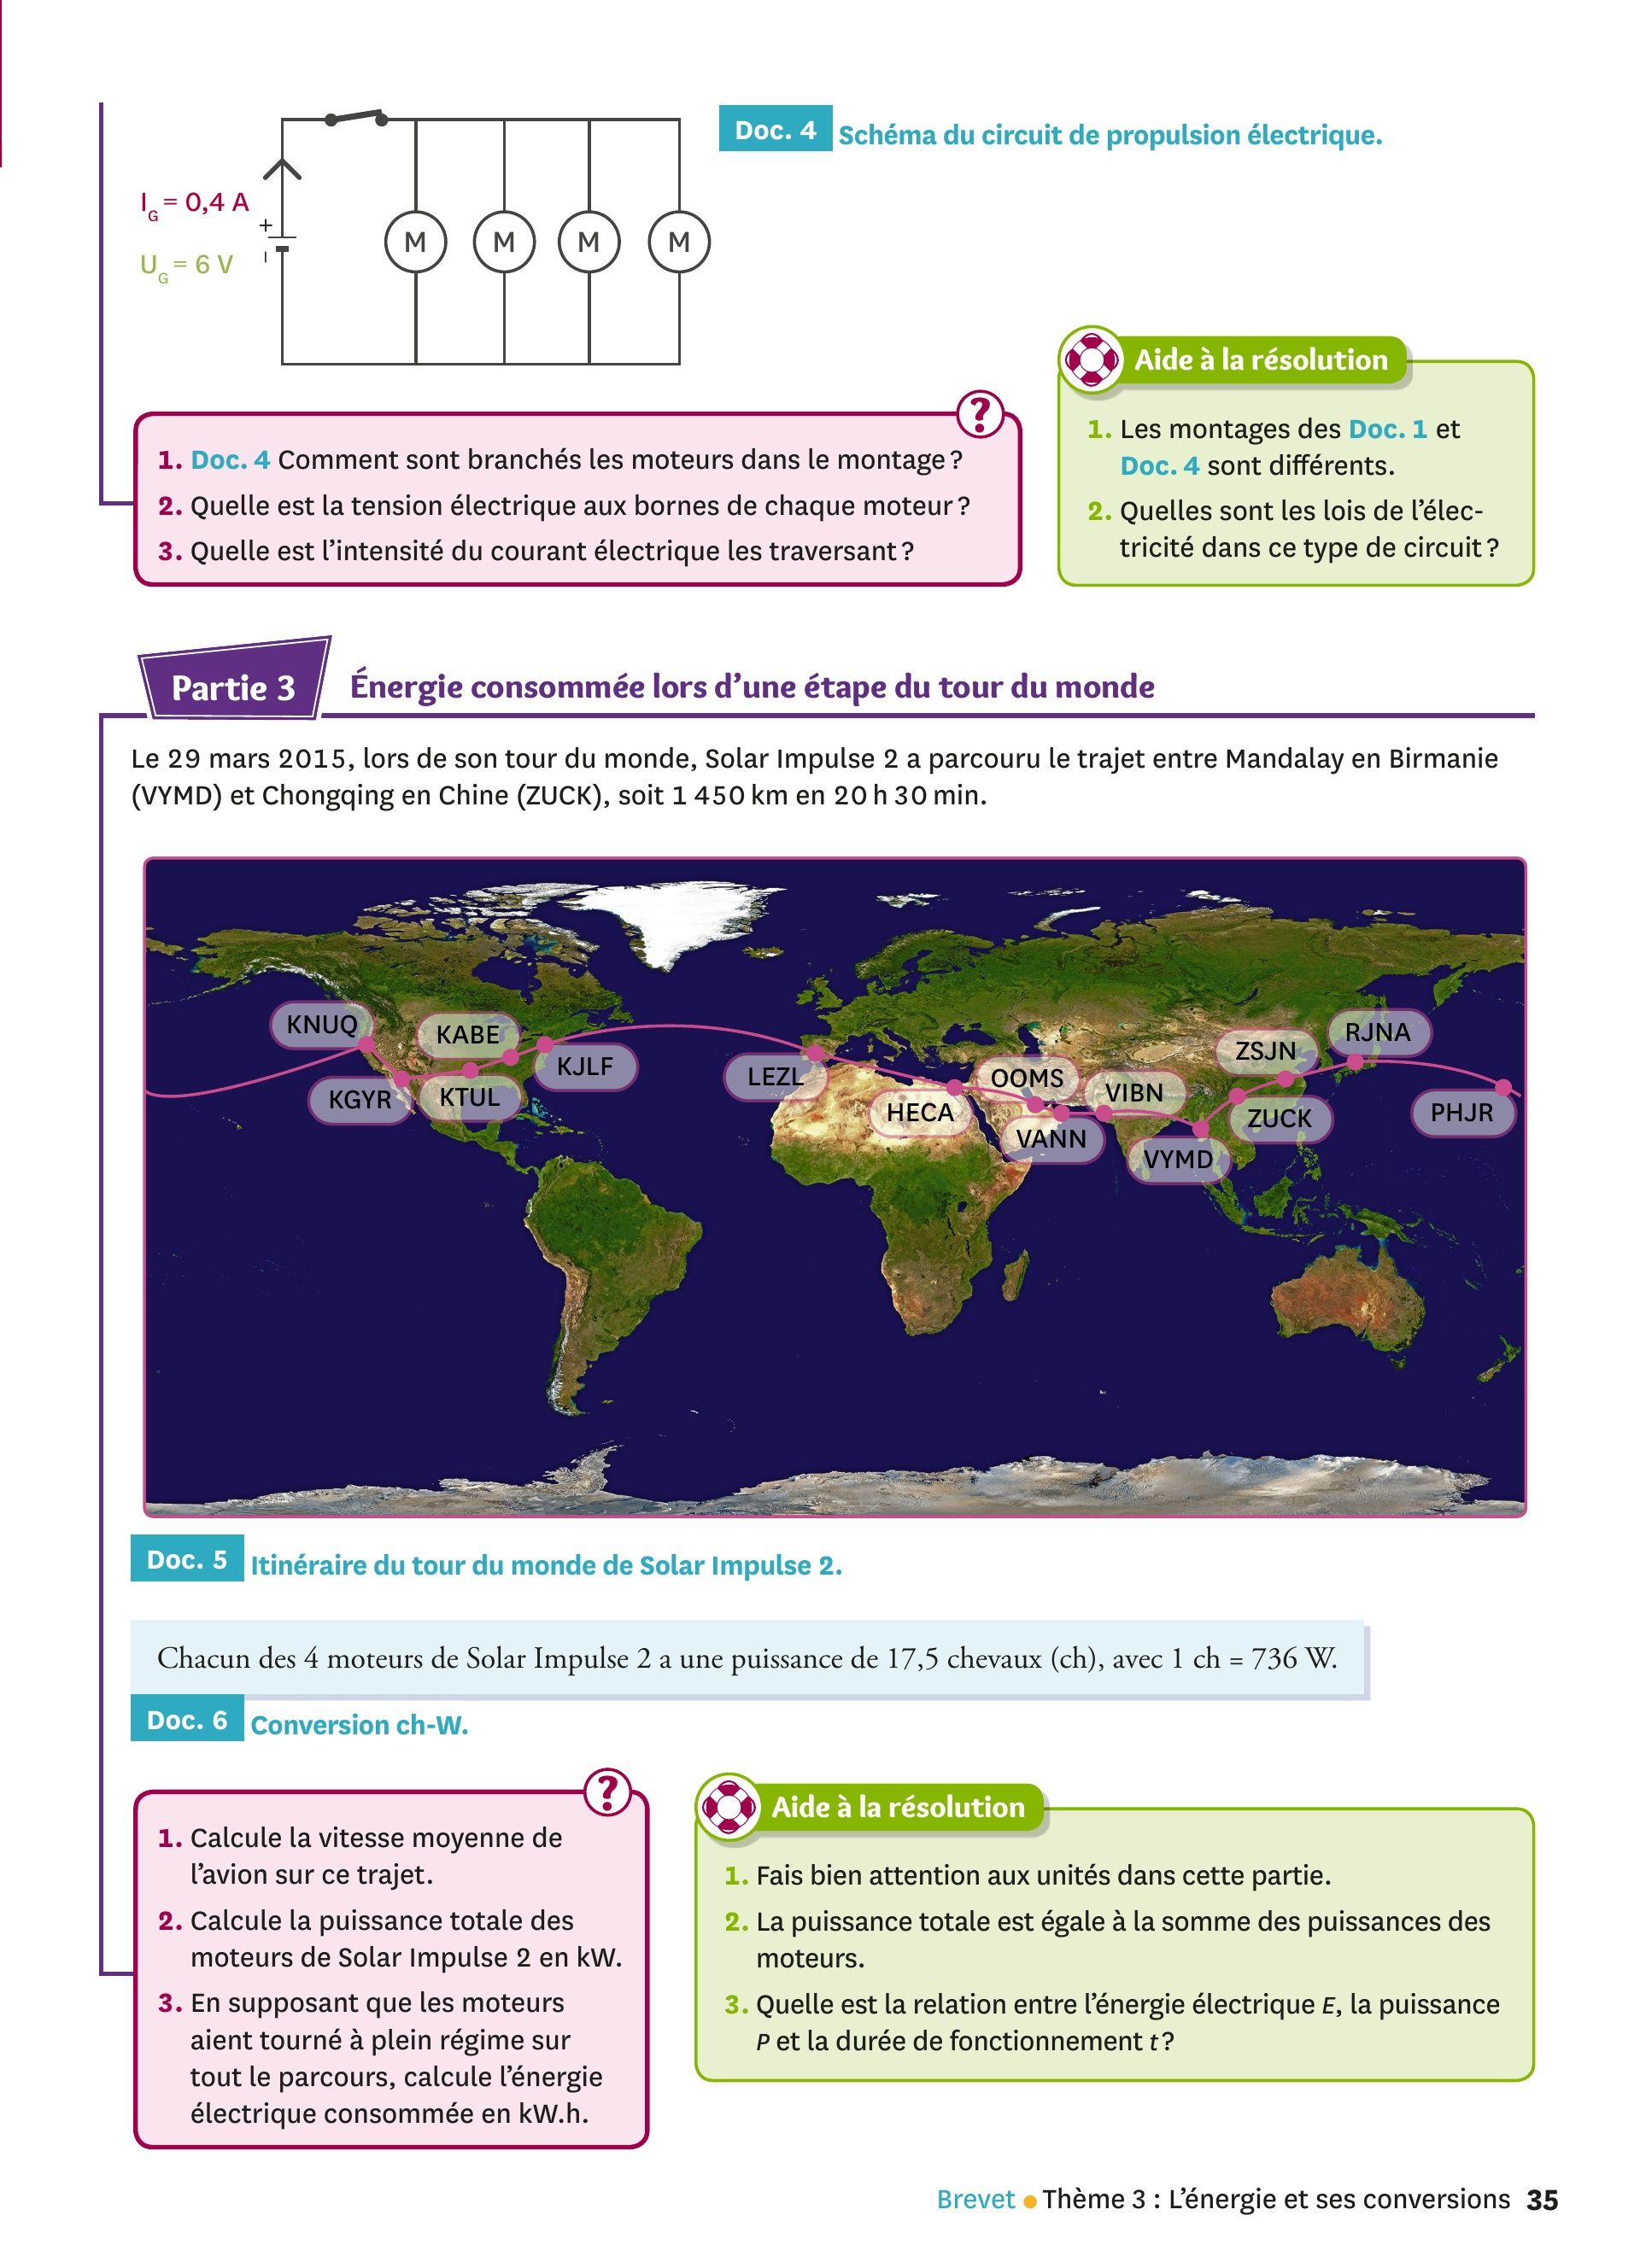 Doc. 4 Schéma du circuit de propulsion électrique.
I_G = 0,4 A
+
U_G = 6 V
-
M M M M
1. Doc. 4 Comment sont branchés les moteurs dans le montage ?
2. Quelle est la tension électrique aux bornes de chaque moteur ?
3. Quelle est l'intensité du courant électrique les traversant ?
?
Aide à la résolution
1. Les montages des Doc. 1 et
Doc. 4 sont différents.
2. Quelles sont les lois de l'élec-
tricité dans ce type de circuit ?
Partie 3 Énergie consommée lors d'une étape du tour du monde
Le 29 mars 2015, lors de son tour du monde, Solar Impulse 2 a parcouru le trajet entre Mandalay en Birmanie
(VYMD) et Chongqing en Chine (ZUCK), soit 1 450 km en 20 h 30 min.
KNUQ
KGYR
KABE
KTUL
KJLF
LEZL
HECA
OOMS
VANN
VIBN
VYMD
ZSJN
ZUCK
RJNA
PHJR
Doc. 5 Itinéraire du tour du monde de Solar Impulse 2.
Chacun des 4 moteurs de Solar Impulse 2 a une puissance de 17,5 chevaux (ch), avec 1 ch = 736 W.
Doc. 6 Conversion ch-W.
?
1. Calcule la vitesse moyenne de
l'avion sur ce trajet.
2. Calcule la puissance totale des
moteurs de Solar Impulse 2 en kW.
3. En supposant que les moteurs
aient tourné à plein régime sur
tout le parcours, calcule l'énergie
électrique consommée en kW.h.
Aide à la résolution
1. Fais bien attention aux unités dans cette partie.
2. La puissance totale est égale à la somme des puissances des
moteurs.
3. Quelle est la relation entre l'énergie électrique E, la puissance
P et la durée de fonctionnement t ?
Brevet • Thème 3 : L'énergie et ses conversions 35